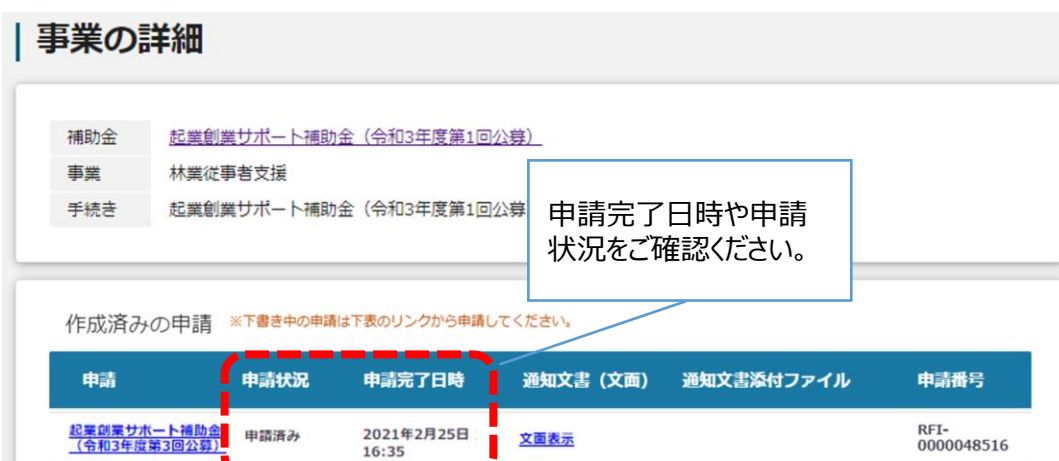 事業の詳細
補助金 起業創業サポート補助金（令和3年度第1回公募）
事業 林業従事者支援
手続き 起業創業サポート補助金（令和3年度第1回公募
申請完了日時や申請
状況をご確認ください。
作成済みの申請 ※下書き中の申請は下表のリンクから申請してください。
申請 申請状況 申請完了日時 通知文書（文面） 通知文書添付ファイル 申請番号
起業創業サポート補助金
（令和3年度第3回公募）
申請済み
2021年2月25日
16:35
文面表示
RFI-
0000048516